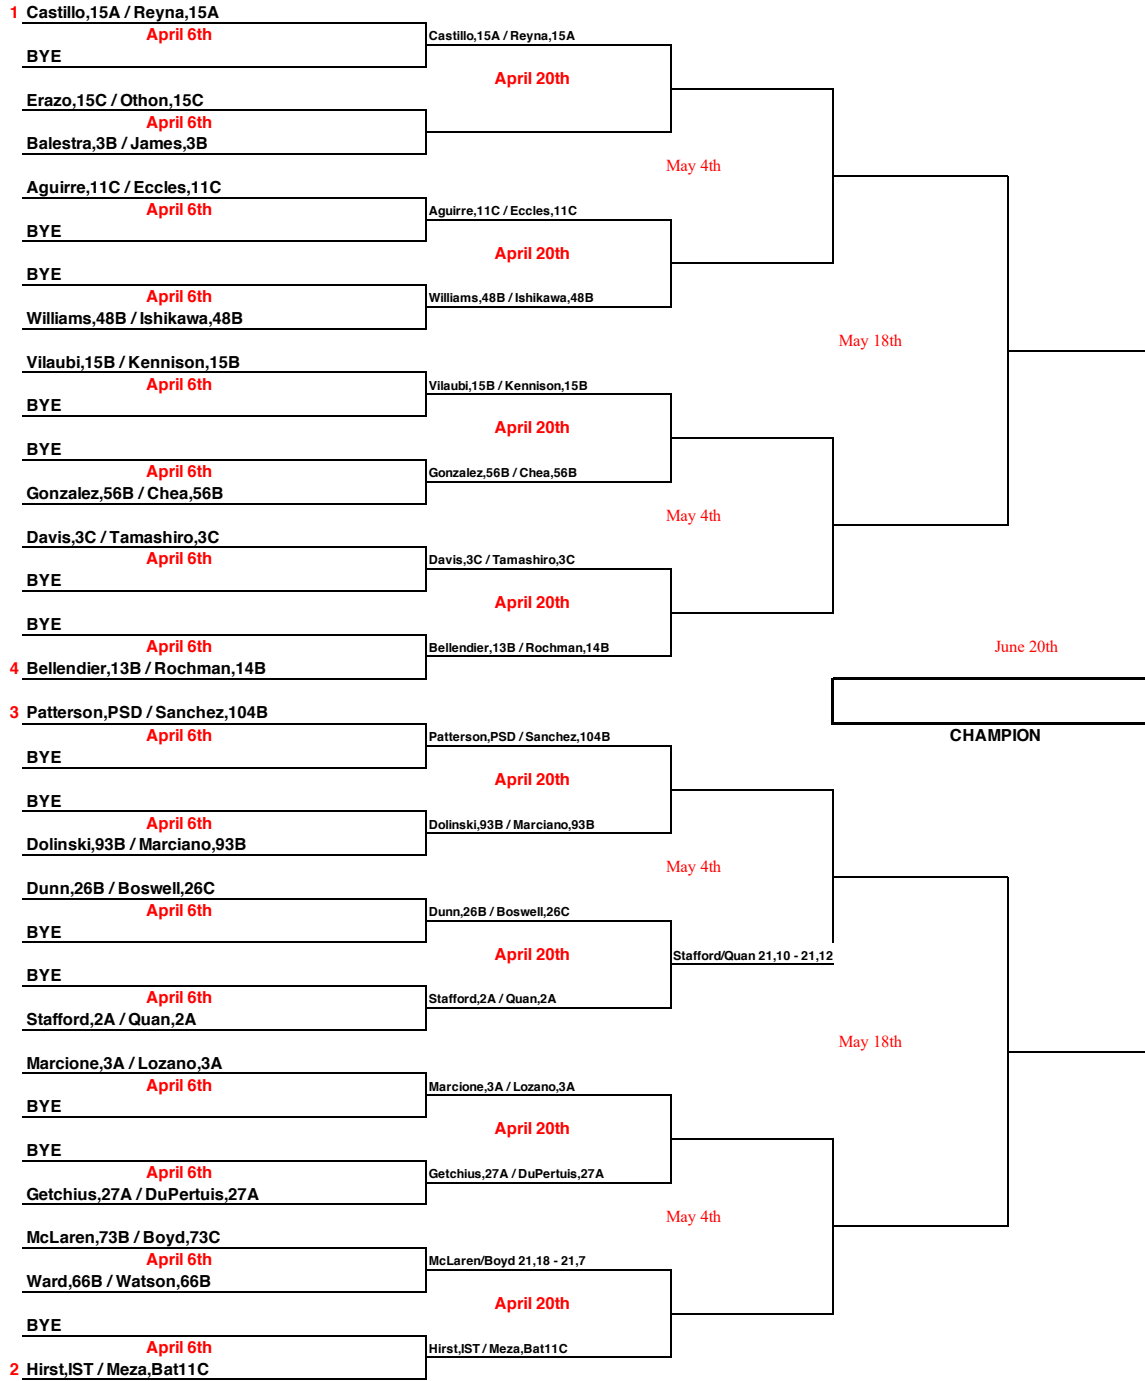 1 Castillo,15A / Reyna,15A
April 6th
Castillo,15A / Reyna,15A
BYE
April 20th
Erazo,15C / Othon,15C
April 6th
Balestra,3B / James,3B
May 4th
Aguirre,11C / Eccles,11C
April 6th
Aguirre,11C / Eccles,11C
BYE
April 20th
BYE
April 6th
Williams,48B / Ishikawa,48B
Williams,48B / Ishikawa,48B
May 18th
Vilaubi,15B / Kennison,15B
April 6th
Vilaubi,15B / Kennison,15B
BYE
April 20th
BYE
April 6th
Gonzalez,56B / Chea,56B
Gonzalez,56B / Chea,56B
May 4th
Davis,3C / Tamashiro,3C
April 6th
Davis,3C / Tamashiro,3C
BYE
April 20th
BYE
April 6th
Bellendier,13B / Rochman,14B
June 20th
4 Bellendier,13B / Rochman,14B
3 Patterson,PSD / Sanchez,104B
April 6th
Patterson,PSD / Sanchez,104B
CHAMPION
BYE
April 20th
BYE
April 6th
Dolinski,93B / Marciano,93B
Dolinski,93B / Marciano,93B
May 4th
Dunn,26B / Boswell,26C
April 6th
Dunn,26B / Boswell,26C
BYE
April 20th
Stafford/Quan 21,10 - 21,12
BYE
April 6th
Stafford,2A / Quan,2A
Stafford,2A / Quan,2A
May 18th
Marcione,3A / Lozano,3A
April 6th
Marcione,3A / Lozano,3A
BYE
April 20th
BYE
April 6th
Getchius,27A / DuPertuis,27A
Getchius,27A / DuPertuis,27A
May 4th
McLaren,73B / Boyd,73C
April 6th
McLaren/Boyd 21,18 - 21,7
Ward,66B / Watson,66B
April 20th
BYE
April 6th
Hirst,IST / Meza,Bat11C
2 Hirst,IST / Meza,Bat11C